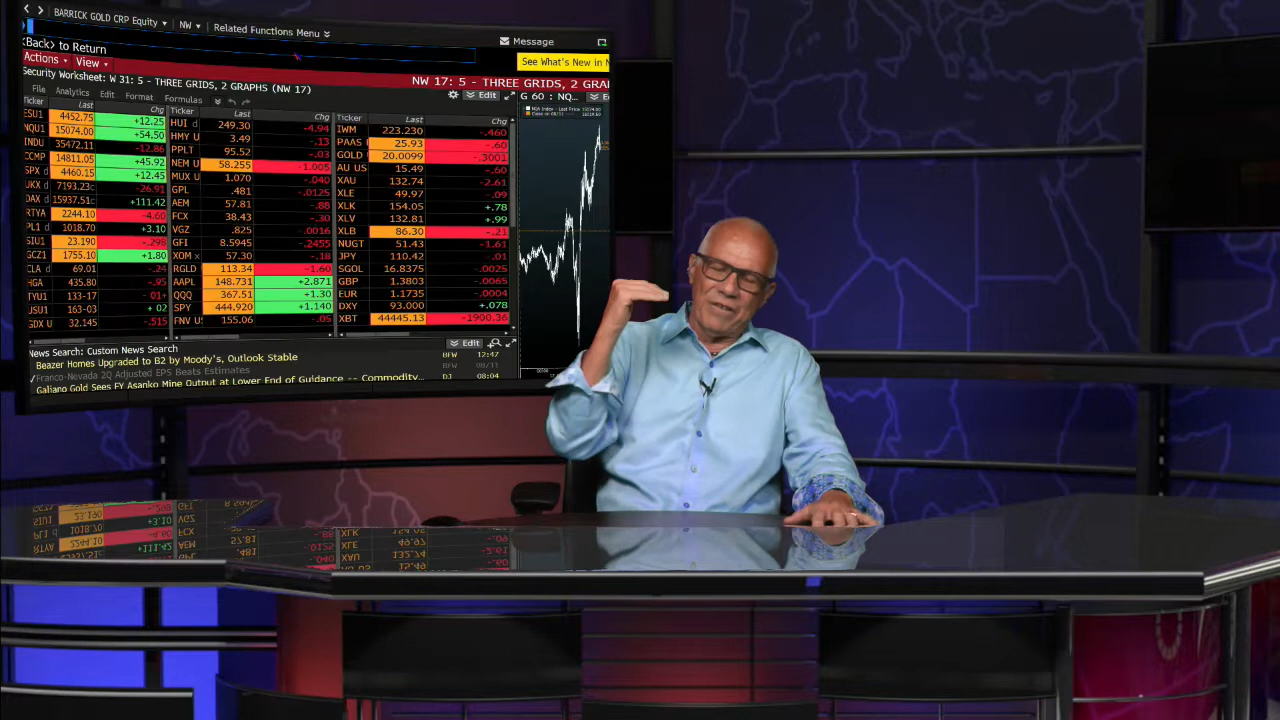 BARRICK GOLD CRP Equity NW Related Functions Menu
Message
<Back> to Return
See What's New in N
Actions View
NW 17: 5 - THREE GRIDS, 2 GRA
Security Worksheet: W 31: 5 - THREE GRIDS, 2 GRAPHS (NW 17)
File Analytics Edit Format Formulas
Edit
G 60 : NQ...
Ticker Last Chg Ticker Last Chg Ticker Last Chg
ESU1 4452.75 +12.25 HUI d 249.30 -4.94 IWM 223.230 -.460
NQU1 15074.00 +54.50 HMY U 3.49 -.13 PAAS 25.93 -.60
INDU 35472.11 -12.86 PPLT 95.52 -.03 GOLD 20.0099 -.3001
CCMP 14811.05 +45.92 NEM U 58.255 -1.005 AU US 15.49 -.60
SPX d 4460.15 +12.45 MUX U 1.070 -.040 XAU 132.74 -2.61
UKX d 7193.23c -26.91 GPL .481 -.0125 XLE 49.97 -.09
DAX d 15937.51c +111.42 AEM 57.81 -.88 XLK 154.05 +.78
RTYA 2244.10 -4.60 FCX 38.43 -.30 XLV 132.81 +.99
PL1 d 1018.70 +3.10 VGZ .825 -.0016 XLB 86.30 -.21
SIU1 23.190 -.298 GFI 8.5945 -.2455 NUGT 51.43 -1.61
GCZ1 1755.10 +1.80 XOM x 57.30 -.18 JPY 110.42 -.01
CLA d 69.01 -.24 RGLD 113.34 -1.60 SGOL 16.8375 -.0025
HGA 435.80 -.95 AAPL 148.731 +2.871 GBP 1.3803 -.0065
TYU1 133-17 - 01+ QQQ 367.51 +1.30 EUR 1.1735 -.0004
USU1 163-03 + 02 SPY 444.920 +1.140 DXY 93.000 +.078
GDX U 32.145 -.515 FNV US 155.06 -.05 XBT 44445.13 -1900.36
Edit
News Search: Custom News Search
Beazer Homes Upgraded to B2 by Moody's, Outlook Stable BFW 12:47
Franco-Nevada 2Q Adjusted EPS Beats Estimates BFW 08/11
Galiano Gold Sees FY Asanko Mine Output at Lower End of Guidance -- Commodity... DJ 08:04